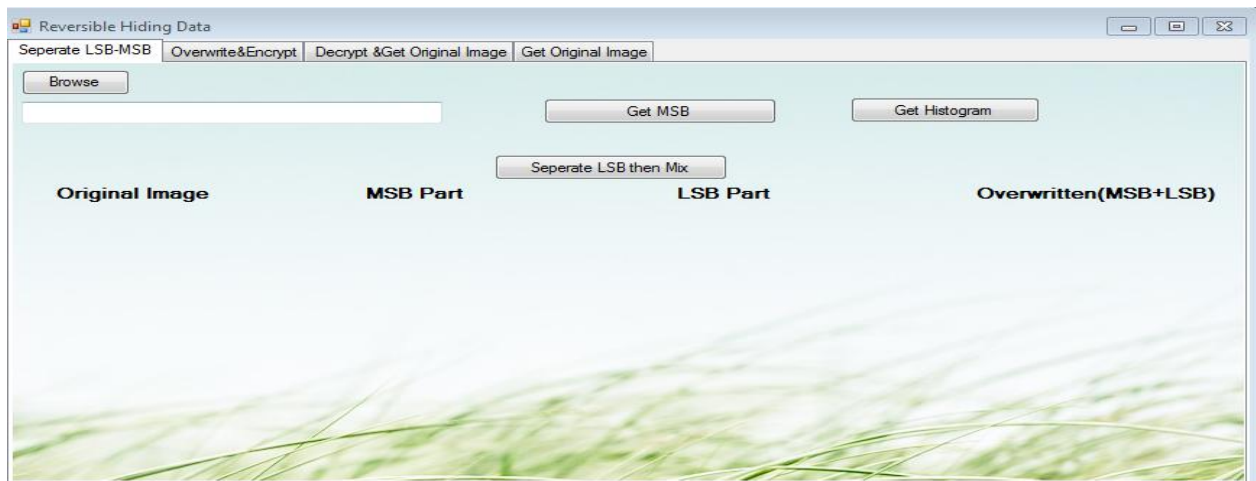 Reversible Hiding Data
Seperate LSB-MSB Overwrite&Encrypt Decrypt &Get Original Image Get Original Image
Browse
Get MSB Get Histogram
Seperate LSB then Mix
Original Image MSB Part LSB Part Overwritten(MSB+LSB)